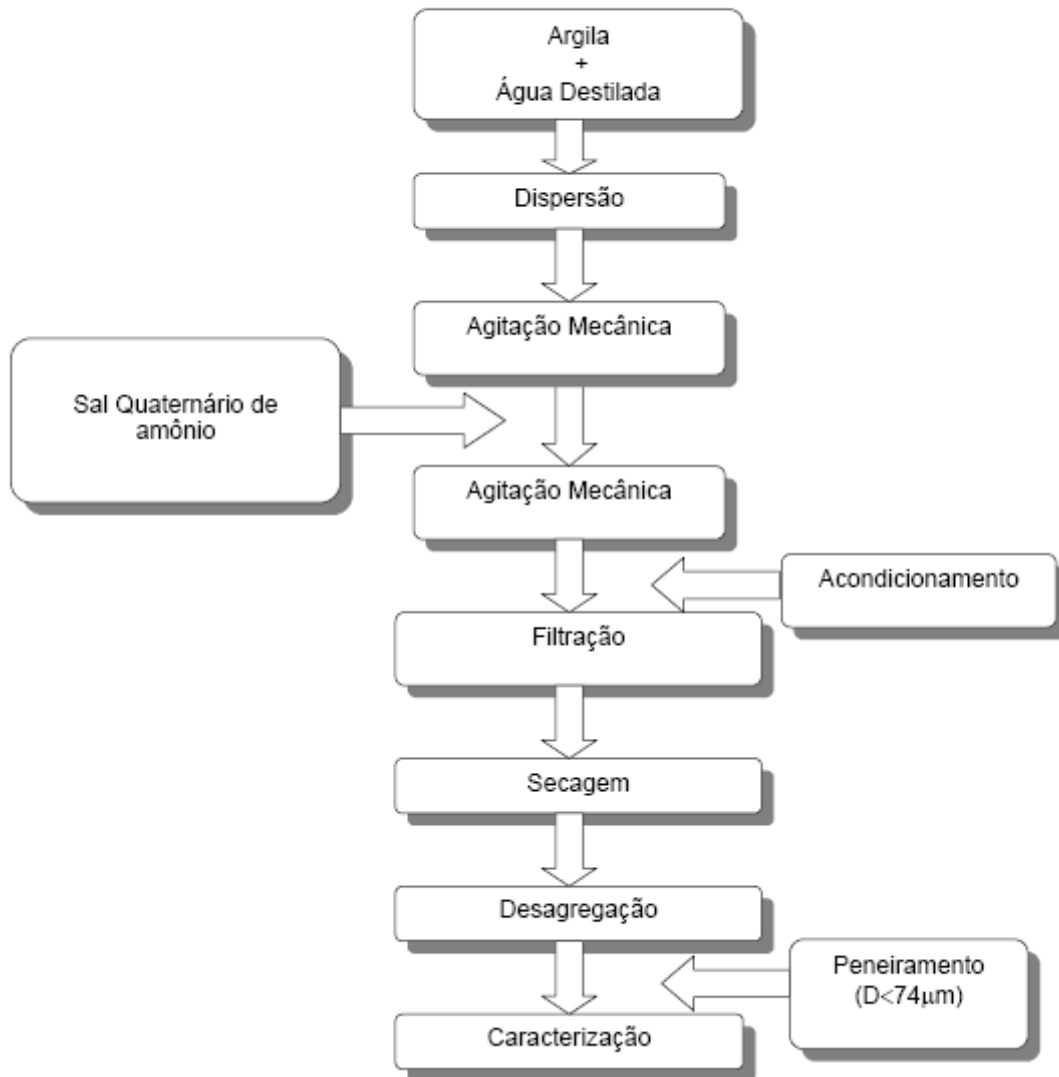 Argila
+
Água Destilada
Dispersão
Agitação Mecânica
Sal Quaternário de
amônio
Agitação Mecânica
Acondicionamento
Filtração
Secagem
Desagregação
Peneiramento
(D<74μm)
Caracterização